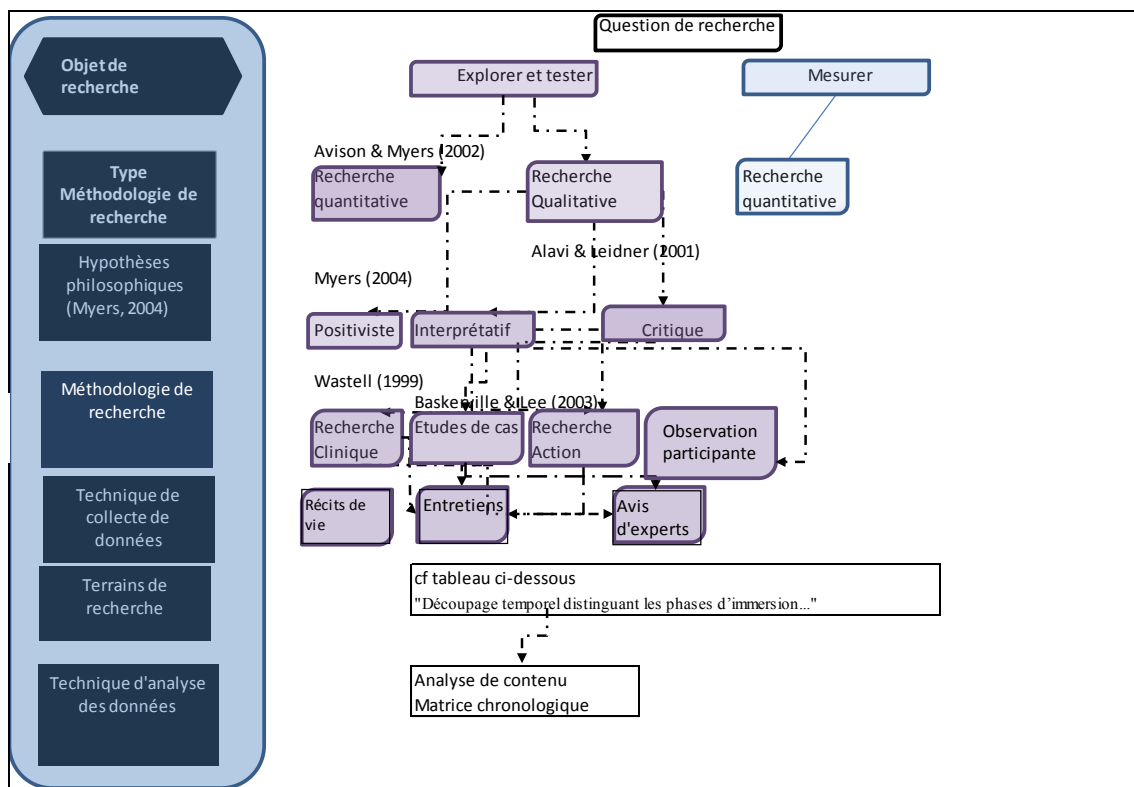 Question de recherche
Objet de
recherche
Explorer et tester
Mesurer
Avison & Myers (2002)
Type
Méthodologie de
recherche
Recherche
quantitative
Recherche
Qualitative
Recherche
quantitative
Hypothèses
philosophiques
(Myers, 2004)
Alavi & Leidner (2001)
Myers (2004)
Positiviste
Interprétatif
Critique
Méthodologie de
recherche
Wastell (1999)
Baskerville & Lee (2003)
Recherche
Clinique
Etudes de cas
Recherche
Action
Observation
participante
Technique de
collecte de
données
Récits de
vie
Entretiens
Avis
d'experts
Terrains de
recherche
cf tableau ci-dessous
"Découpage temporel distinguant les phases d’immersion..."
Technique d'analyse
des données
Analyse de contenu
Matrice chronologique